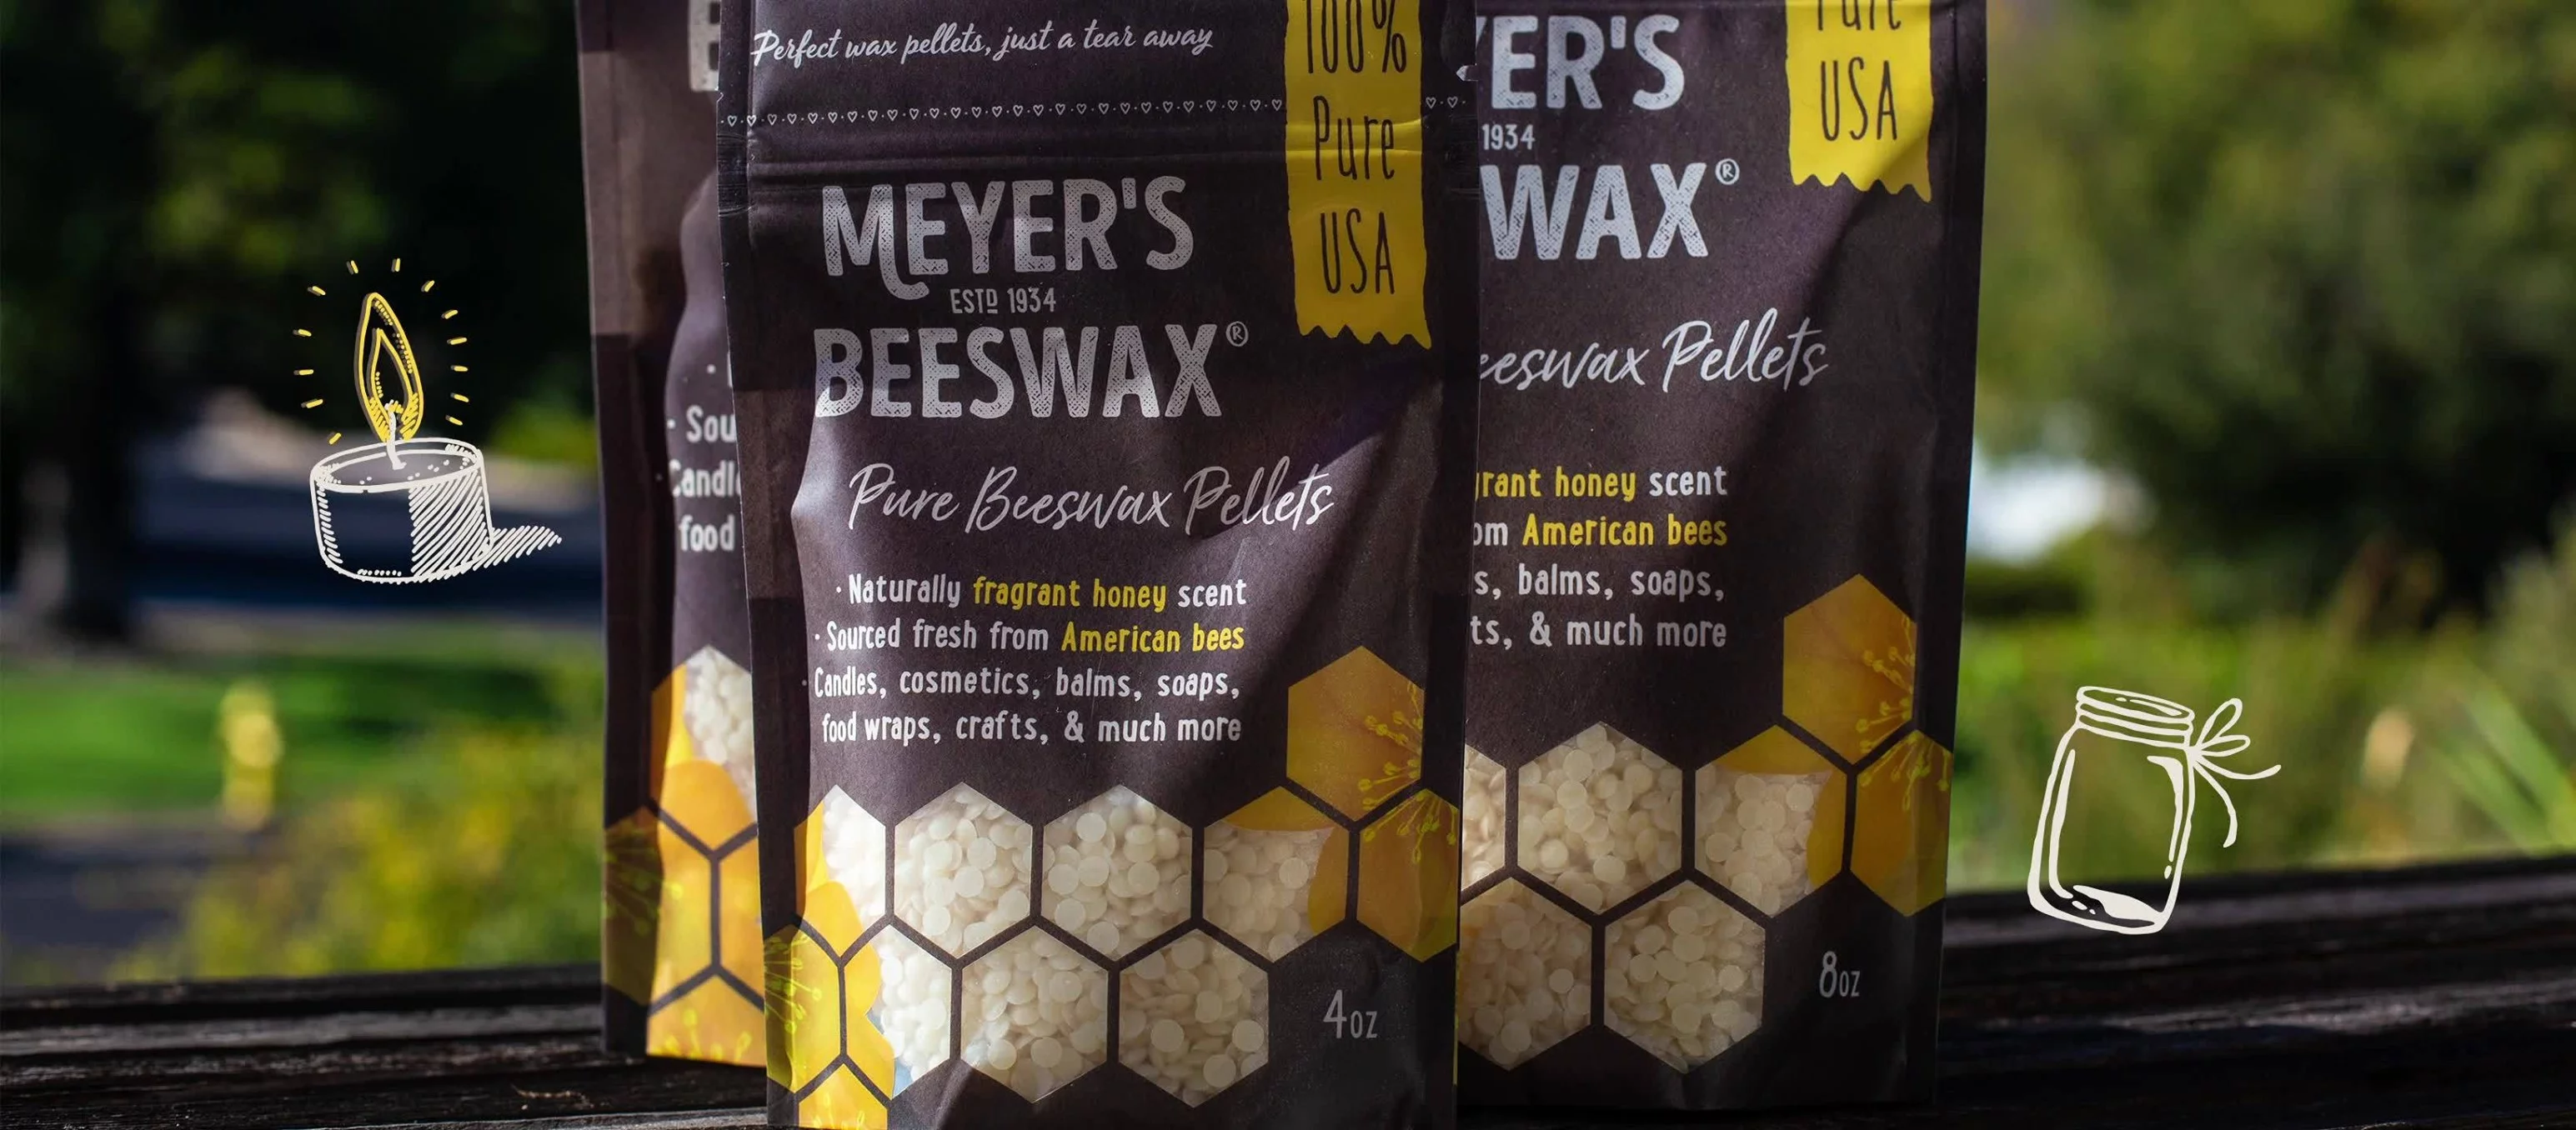 Perfect wax pellets, just a tear away
100%
Pure
USA
MEYER'S
ESTD 1934
BEESWAX®
Pure Beeswax Pellets
· Naturally fragrant honey scent
· Sourced fresh from American bees
· Candles, cosmetics, balms, soaps,
food wraps, crafts, & much more
4oz
Pure
USA
YER'S
1934
WAX®
eeswax Pellets
grant honey scent
om American bees
s, balms, soaps,
ts, & much more
8oz
· Sou
Candle
food